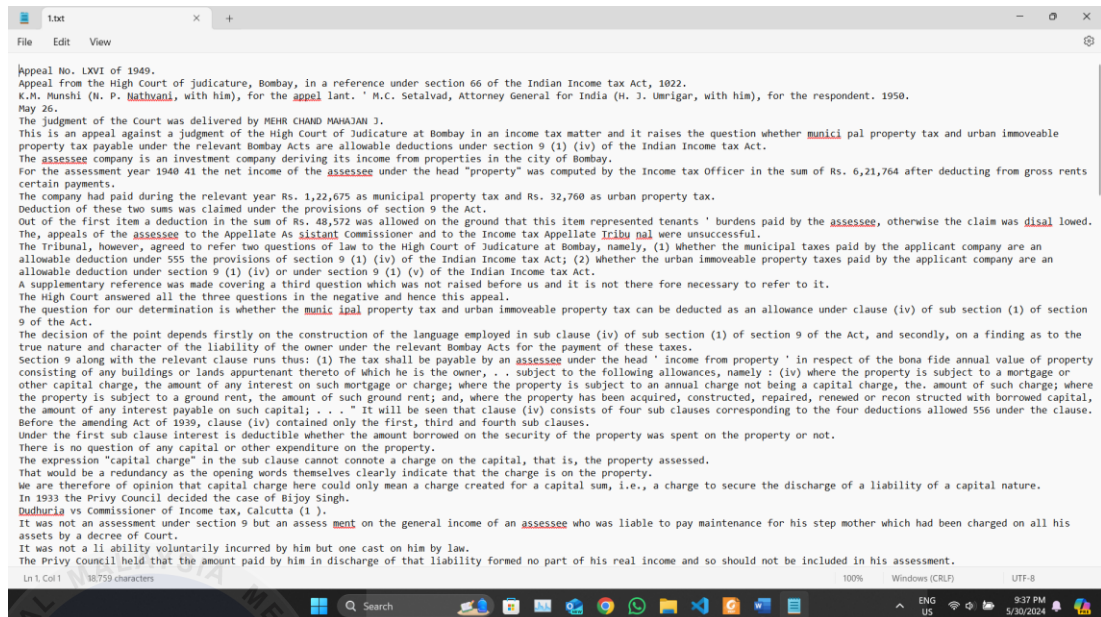 1.txt
File Edit View
Appeal No. LXVI of 1949.
Appeal from the High Court of judicature, Bombay, in a reference under section 66 of the Indian Income tax Act, 1022.
K.M. Munshi (N. P. Nathvani, with him), for the appel lant. ' M.C. Setalvad, Attorney General for India (H. J. Umrigar, with him), for the respondent. 1950.
May 26.
The judgment of the Court was delivered by MEHR CHAND MAHAJAN J.
This is an appeal against a judgment of the High Court of Judicature at Bombay in an income tax matter and it raises the question whether munici pal property tax and urban immoveable
property tax payable under the relevant Bombay Acts are allowable deductions under section 9 (1) (iv) of the Indian Income tax Act.
The assessee company is an investment company deriving its income from properties in the city of Bombay.
For the assessment year 1940 41 the net income of the assessee under the head "property" was computed by the Income tax Officer in the sum of Rs. 6,21,764 after deducting from gross rents
certain payments.
The company had paid during the relevant year Rs. 1,22,675 as municipal property tax and Rs. 32,760 as urban property tax.
Deduction of these two sums was claimed under the provisions of section 9 the Act.
Out of the first item a deduction in the sum of Rs. 48,572 was allowed on the ground that this item represented tenants ' burdens paid by the assessee, otherwise the claim was disal lowed.
The, appeals of the assessee to the Appellate As sistant Commissioner and to the Income tax Appellate Tribu nal were unsuccessful.
The Tribunal, however, agreed to refer two questions of law to the High Court of Judicature at Bombay, namely, (1) Whether the municipal taxes paid by the applicant company are an
allowable deduction under 555 the provisions of section 9 (1) (iv) of the Indian Income tax Act; (2) Whether the urban immoveable property taxes paid by the applicant company are an
allowable deduction under section 9 (1) (iv) or under section 9 (1) (v) of the Indian Income tax Act.
A supplementary reference was made covering a third question which was not raised before us and it is not there fore necessary to refer to it.
The High Court answered all the three questions in the negative and hence this appeal.
The question for our determination is whether the munic ipal property tax and urban immoveable property tax can be deducted as an allowance under clause (iv) of sub section (1) of section
9 of the Act.
The decision of the point depends firstly on the construction of the language employed in sub clause (iv) of sub section (1) of section 9 of the Act, and secondly, on a finding as to the
true nature and character of the liability of the owner under the relevant Bombay Acts for the payment of these taxes.
Section 9 along with the relevant clause runs thus: (1) The tax shall be payable by an assessee under the head ' income from property ' in respect of the bona fide annual value of property
consisting of any buildings or lands appurtenant thereto of Which he is the owner, . . subject to the following allowances, namely : (iv) where the property is subject to a mortgage or
other capital charge, the amount of any interest on such mortgage or charge; where the property is subject to an annual charge not being a capital charge, the. amount of such charge; where
the property is subject to a ground rent, the amount of such ground rent; and, where the property has been acquired, constructed, repaired, renewed or recon structed with borrowed capital,
the amount of any interest payable on such capital; . . . " It will be seen that clause (iv) consists of four sub clauses corresponding to the four deductions allowed 556 under the clause.
Before the amending Act of 1939, clause (iv) contained only the first, third and fourth sub clauses.
Under the first sub clause interest is deductible whether the amount borrowed on the security of the property was spent on the property or not.
There is no question of any capital or other expenditure on the property.
The expression "capital charge" in the sub clause cannot connote a charge on the capital, that is, the property assessed.
That would be a redundancy as the opening words themselves clearly indicate that the charge is on the property.
We are therefore of opinion that capital charge here could only mean a charge created for a capital sum, i.e., a charge to secure the discharge of a liability of a capital nature.
In 1933 the Privy Council decided the case of Bijoy Singh.
Dudhuria vs Commissioner of Income tax, Calcutta (1 ).
It was not an assessment under section 9 but an assess ment on the general income of an assessee who was liable to pay maintenance for his step mother which had been charged on all his
assets by a decree of Court.
It was not a li ability voluntarily incurred by him but one cast on him by law.
The Privy Council held that the amount paid by him in discharge of that liability formed no part of his real income and so should not be included in his assessment.
Ln 1, Col 1 38,759 characters 100% Windows (CRLF) UTF-8
Search ENG 9:37 PM
US 5/30/2024